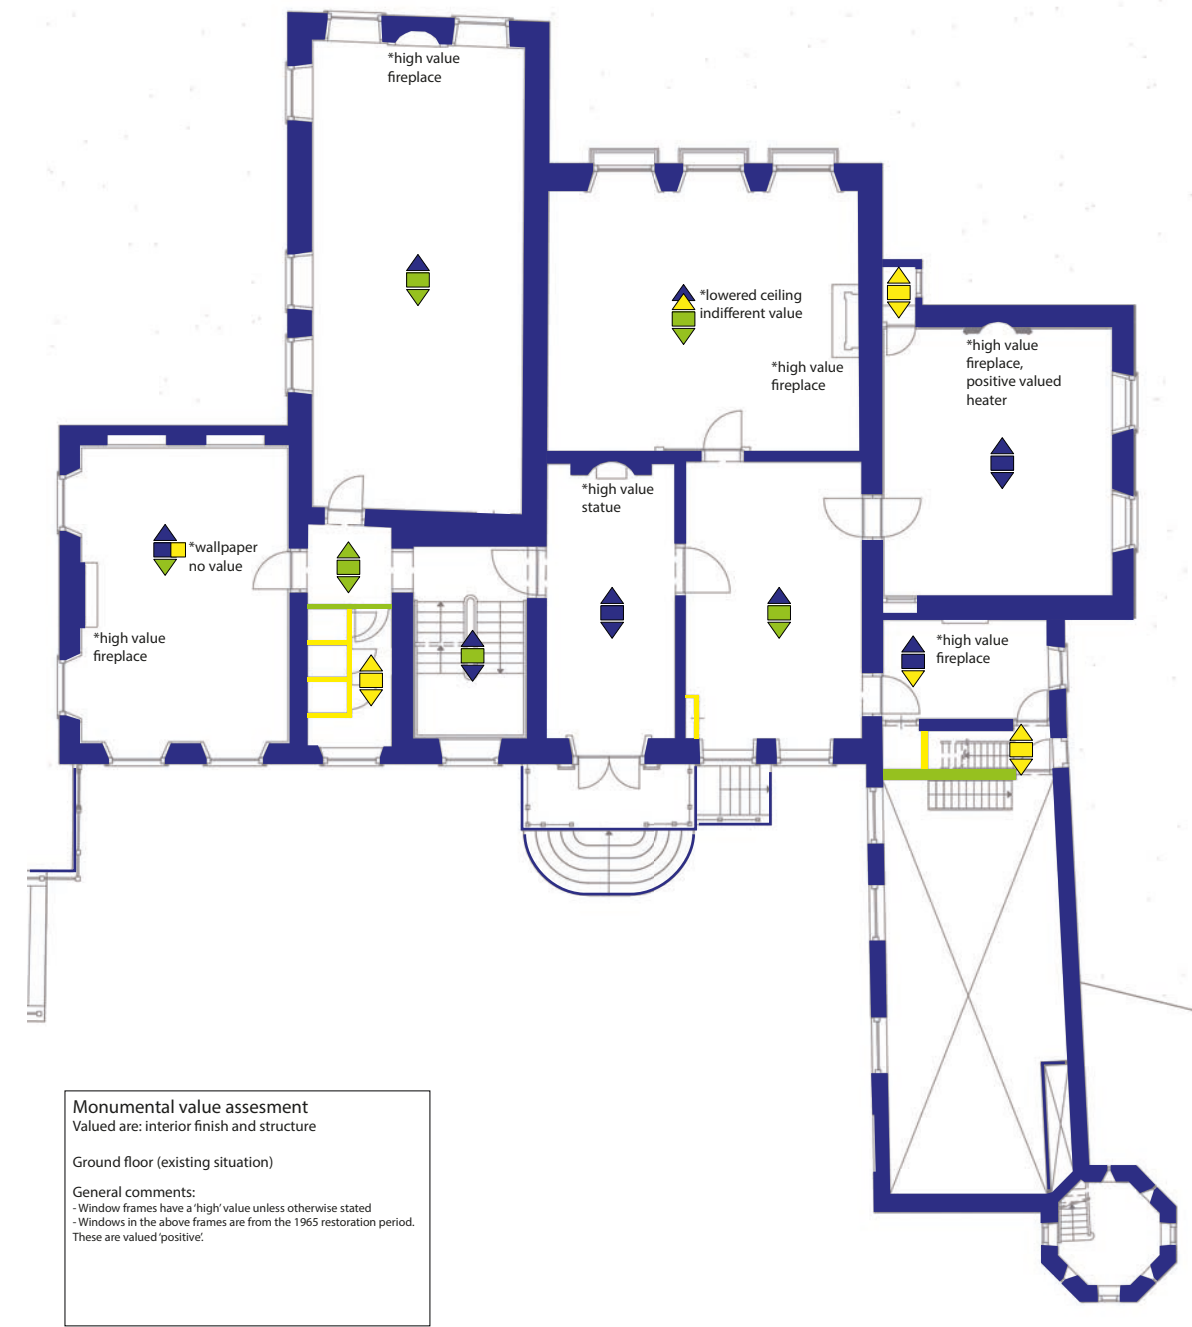 *high value
fireplace
*lowered ceiling
indifferent value
*high value
fireplace
*high value
fireplace,
positive valued
heater
*high value
statue
*wallpaper
no value
*high value
fireplace
*high value
fireplace
Monumental value assesment
Valued are: interior finish and structure
Ground floor (existing situation)
General comments:
- Window frames have a 'high' value unless otherwise stated
- Windows in the above frames are from the 1965 restoration period.
These are valued 'positive'.